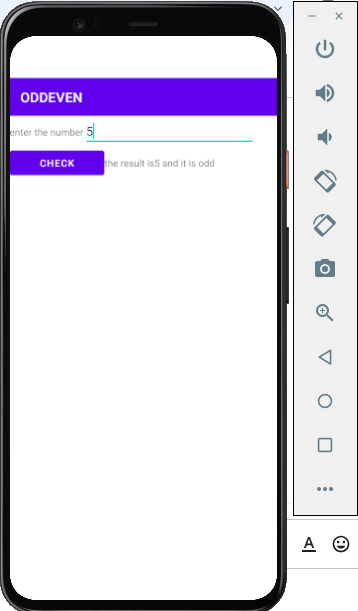 ODDEVEN
enter the number 5
CHECK the result is5 and it is odd
A